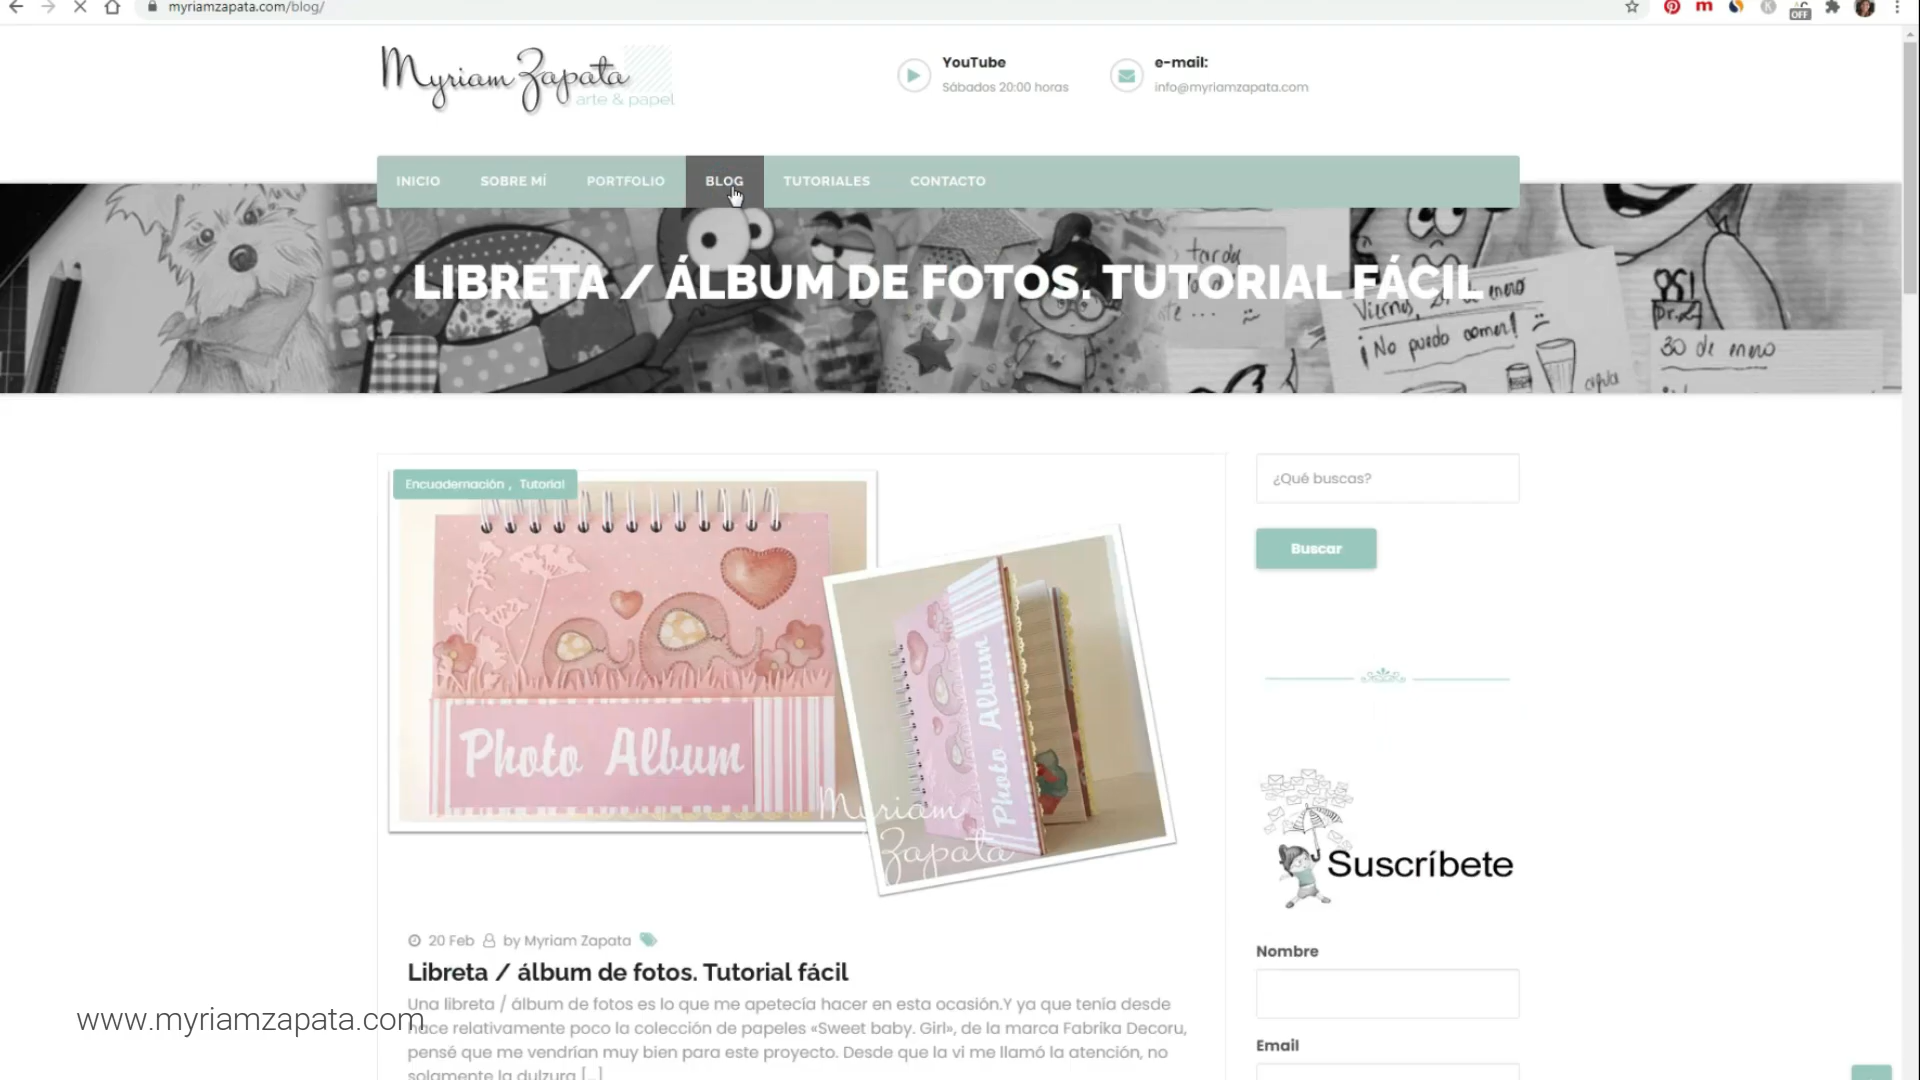 myriamzapata.com/blog/
OFF
Myriam Zapata
arte & papel
YouTube
Sábados 20:00 horas
e-mail:
info@myriamzapata.com
INICIO
SOBRE MÍ
PORTFOLIO
BLOG
TUTORIALES
CONTACTO
LIBRETA / ÁLBUM DE FOTOS. TUTORIAL FÁCIL
tarda
¡No puedo comer!
30 de enero
Encuadernación , Tutorial
¿Qué buscas?
Buscar
Photo Album
Photo Album
Myriam
Zapata
Suscríbete
20 Feb by Myriam Zapata
Libreta / álbum de fotos. Tutorial fácil
Una libreta / álbum de fotos es lo que me apetecía hacer en esta ocasión.Y ya que tenía desde
hace relativamente poco la colección de papeles «Sweet baby. Girl», de la marca Fabrika Decoru,
pensé que me vendrían muy bien para este proyecto. Desde que la vi me llamó la atención, no
solamente la dulzura [...]
Nombre
Email
www.myriamzapata.com